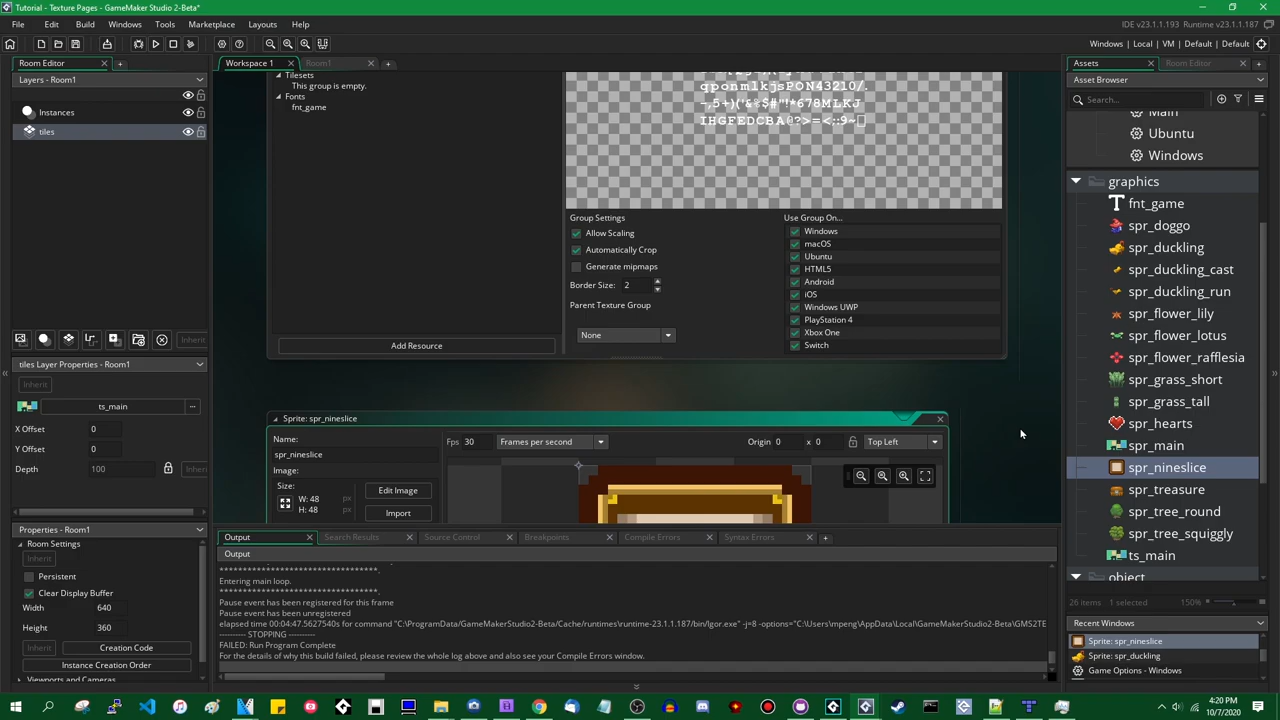 Tutorial - Texture Pages - GameMaker Studio 2-Beta*
File Edit Build Windows Tools Marketplace Layouts Help
IDE v23.1.1.193 Runtime v23.1.1.187
Windows | Local | VM | Default | Default
Room Editor
Layers - Room1
Instances
tiles
Inherit
tiles Layer Properties - Room1
Inherit
ts_main
X Offset 0
Y Offset 0
Depth 100
Properties - Room1
Room Settings
Inherit
Persistent
Clear Display Buffer
Width 640
Height 360
Inherit Creation Code
Instance Creation Order
Viewports and Cameras
Workspace 1 Room1
Tilesets
This group is empty.
Fonts
fnt_game
Add Resource
qponmlkjsPON43210/.
-,5+)('&%$#"!*678MLKJ
IHGFEDCBA@?>=<;:9~
Group Settings
Allow Scaling
Automatically Crop
Generate mipmaps
Border Size: 2
Parent Texture Group
None
Use Group On...
Windows
macOS
Ubuntu
HTML5
Android
iOS
Windows UWP
PlayStation 4
Xbox One
Switch
Sprite: spr_nineslice
Name:
spr_nineslice
Image:
Size:
W: 48 px
H: 48 px
Edit Image
Import
Fps 30 Frames per second
Origin 0 x 0 Top Left
Output Search Results Source Control Breakpoints Compile Errors Syntax Errors
Output
***********************************.
Entering main loop.
***********************************.
Pause event has been registered for this frame
Pause event has been unregistered
elapsed time 00:04:47.5627540s for command "C:\ProgramData/GameMakerStudio2-Beta/Cache/runtimes\runtime-23.1.1.187/bin/Igor.exe" -j=8 -options="C:\Users\mpeng\AppData\Local\GameMakerStudio2-Beta\GMS2TE
---------- STOPPING ----------
FAILED: Run Program Complete
For the details of why this build failed, please review the whole log above and also see your Compile Errors window.
Assets Room Editor
Asset Browser
Search...
Main
Ubuntu
Windows
graphics
fnt_game
spr_doggo
spr_duckling
spr_duckling_cast
spr_duckling_run
spr_flower_lily
spr_flower_lotus
spr_flower_rafflesia
spr_grass_short
spr_grass_tall
spr_hearts
spr_main
spr_nineslice
spr_treasure
spr_tree_round
spr_tree_squiggly
ts_main
object
26 items 1 selected 150%
Recent Windows
Sprite: spr_nineslice
Sprite: spr_duckling
Game Options - Windows
4:20 PM
10/7/2020